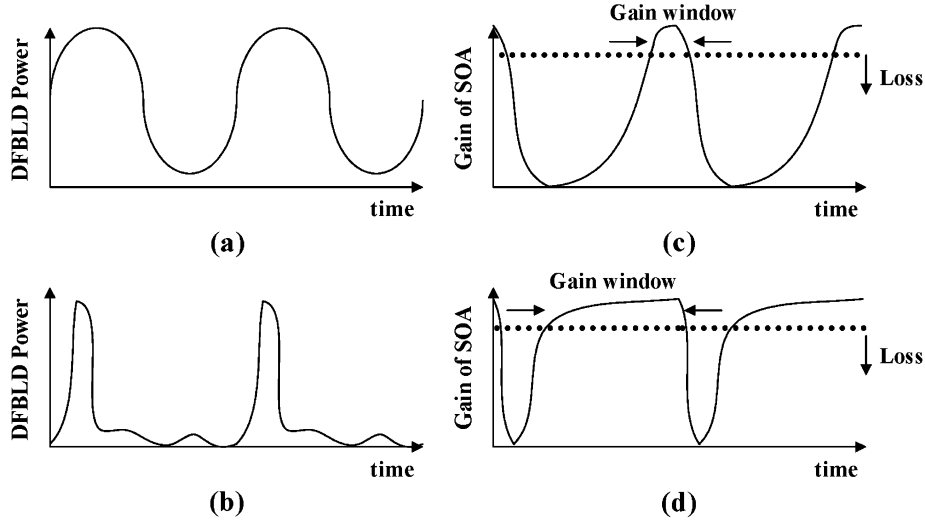 DFBLD Power
time
(a)
Gain window
Gain of SOA
Loss
time
(c)
DFBLD Power
time
(b)
Gain window
Gain of SOA
Loss
time
(d)